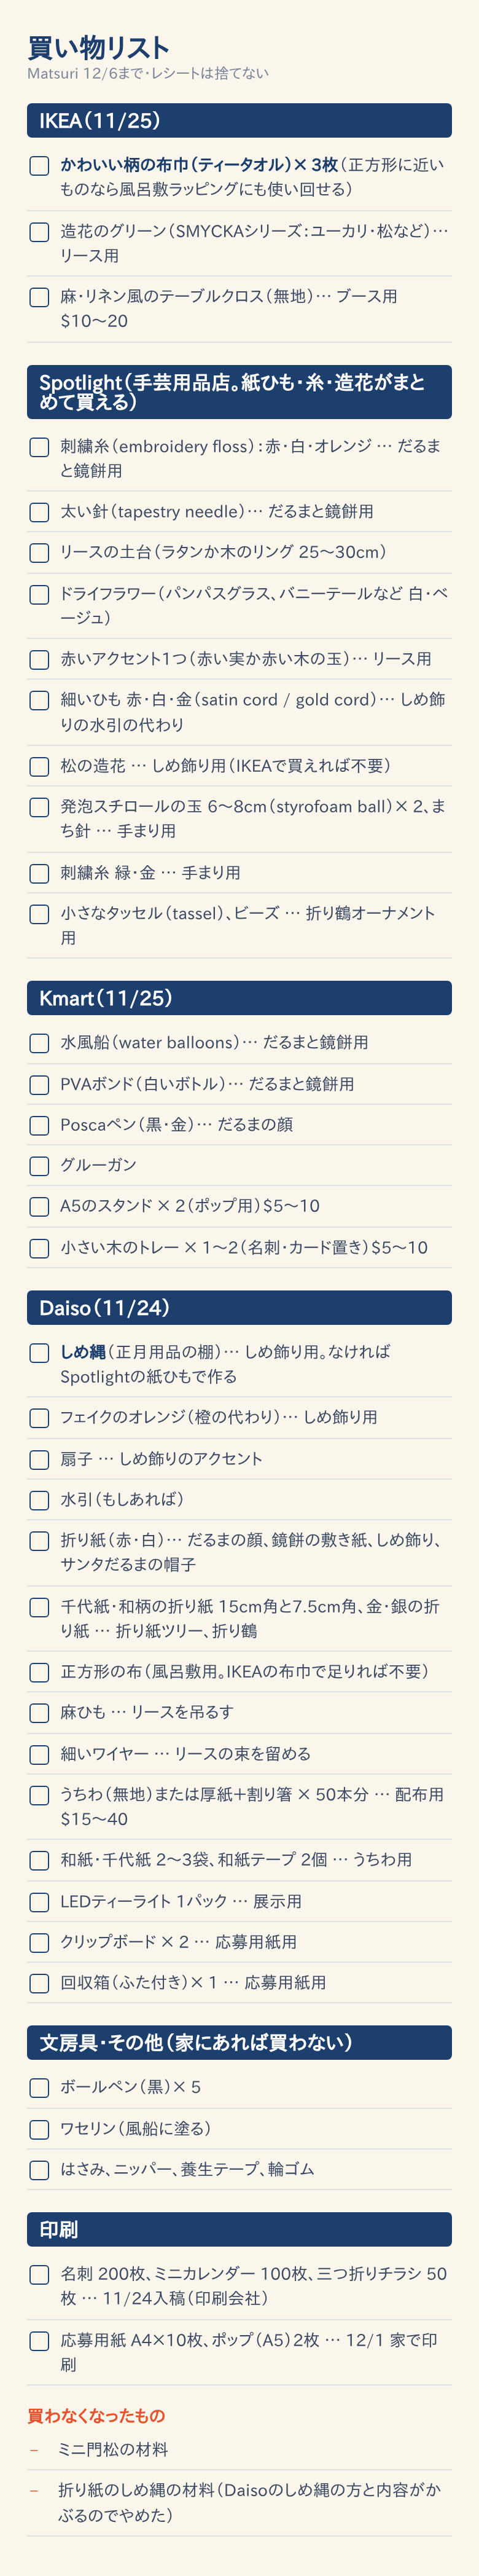 買い物リスト
Matsuri 12/6まで・レシートは捨てない
IKEA（11/25）
かわいい柄の布巾（ティータオル）× 3枚（正方形に近い
ものなら風呂敷ラッピングにも使い回せる）
造花のグリーン（SMYCKAシリーズ：ユーカリ・松など）…
リース用
麻・リネン風のテーブルクロス（無地）… ブース用
$10〜20
Spotlight（手芸用品店。紙ひも・糸・造花がまと
めて買える）
刺繍糸（embroidery floss）：赤・白・オレンジ … だるま
と鏡餅用
太い針（tapestry needle）… だるまと鏡餅用
リースの土台（ラタンか木のリング 25〜30cm）
ドライフラワー（パンパスグラス、バニーテールなど 白・ベ
ージュ）
赤いアクセント1つ（赤い実か赤い木の玉）… リース用
細いひも 赤・白・金（satin cord / gold cord）… しめ飾
りの水引の代わり
松の造花 … しめ飾り用（IKEAで買えれば不要）
発泡スチロールの玉 6〜8cm（styrofoam ball）× 2、ま
ち針 … 手まり用
刺繍糸 緑・金 … 手まり用
小さなタッセル（tassel）、ビーズ … 折り鶴オーナメント
用
Kmart（11/25）
水風船（water balloons）… だるまと鏡餅用
PVAボンド（白いボトル）… だるまと鏡餅用
Poscaペン（黒・金）… だるまの顔
グルーガン
A5のスタンド × 2（ポップ用）$5〜10
小さい木のトレー × 1〜2（名刺・カード置き）$5〜10
Daiso（11/24）
しめ縄（正月用品の棚）… しめ飾り用。なければ
Spotlightの紙ひもで作る
フェイクのオレンジ（橙の代わり）… しめ飾り用
扇子 … しめ飾りのアクセント
水引（もしあれば）
折り紙（赤・白）… だるまの顔、鏡餅の敷き紙、しめ飾り、
サンタだるまの帽子
千代紙・和柄の折り紙 15cm角と7.5cm角、金・銀の折
り紙 … 折り紙ツリー、折り鶴
正方形の布（風呂敷用。IKEAの布巾で足りれば不要）
麻ひも … リースを吊るす
細いワイヤー … リースの束を留める
うちわ（無地）または厚紙＋割り箸 × 50本分 … 配布用
$15〜40
和紙・千代紙 2〜3袋、和紙テープ 2個 … うちわ用
LEDティーライト 1パック … 展示用
クリップボード × 2 … 応募用紙用
回収箱（ふた付き）× 1 … 応募用紙用
文房具・その他（家にあれば買わない）
ボールペン（黒）× 5
ワセリン（風船に塗る）
はさみ、ニッパー、養生テープ、輪ゴム
印刷
名刺 200枚、ミニカレンダー 100枚、三つ折りチラシ 50
枚 … 11/24入稿（印刷会社）
応募用紙 A4×10枚、ポップ（A5）2枚 … 12/1 家で印
刷
買わなくなったもの
– ミニ門松の材料
– 折り紙のしめ縄の材料（Daisoのしめ縄の方と内容がか
ぶるのでやめた）